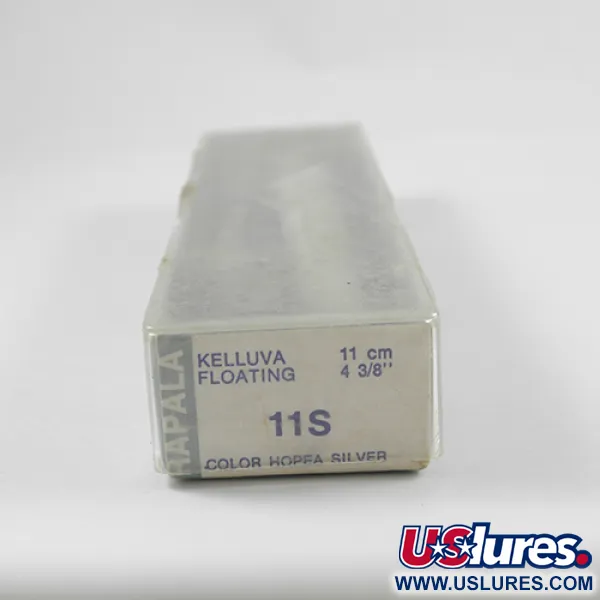 RAPALA
KELLUVA 11 cm
FLOATING 4 3/8''
11S
COLOR HOPEA SILVER
USlures.
WWW.USLURES.COM